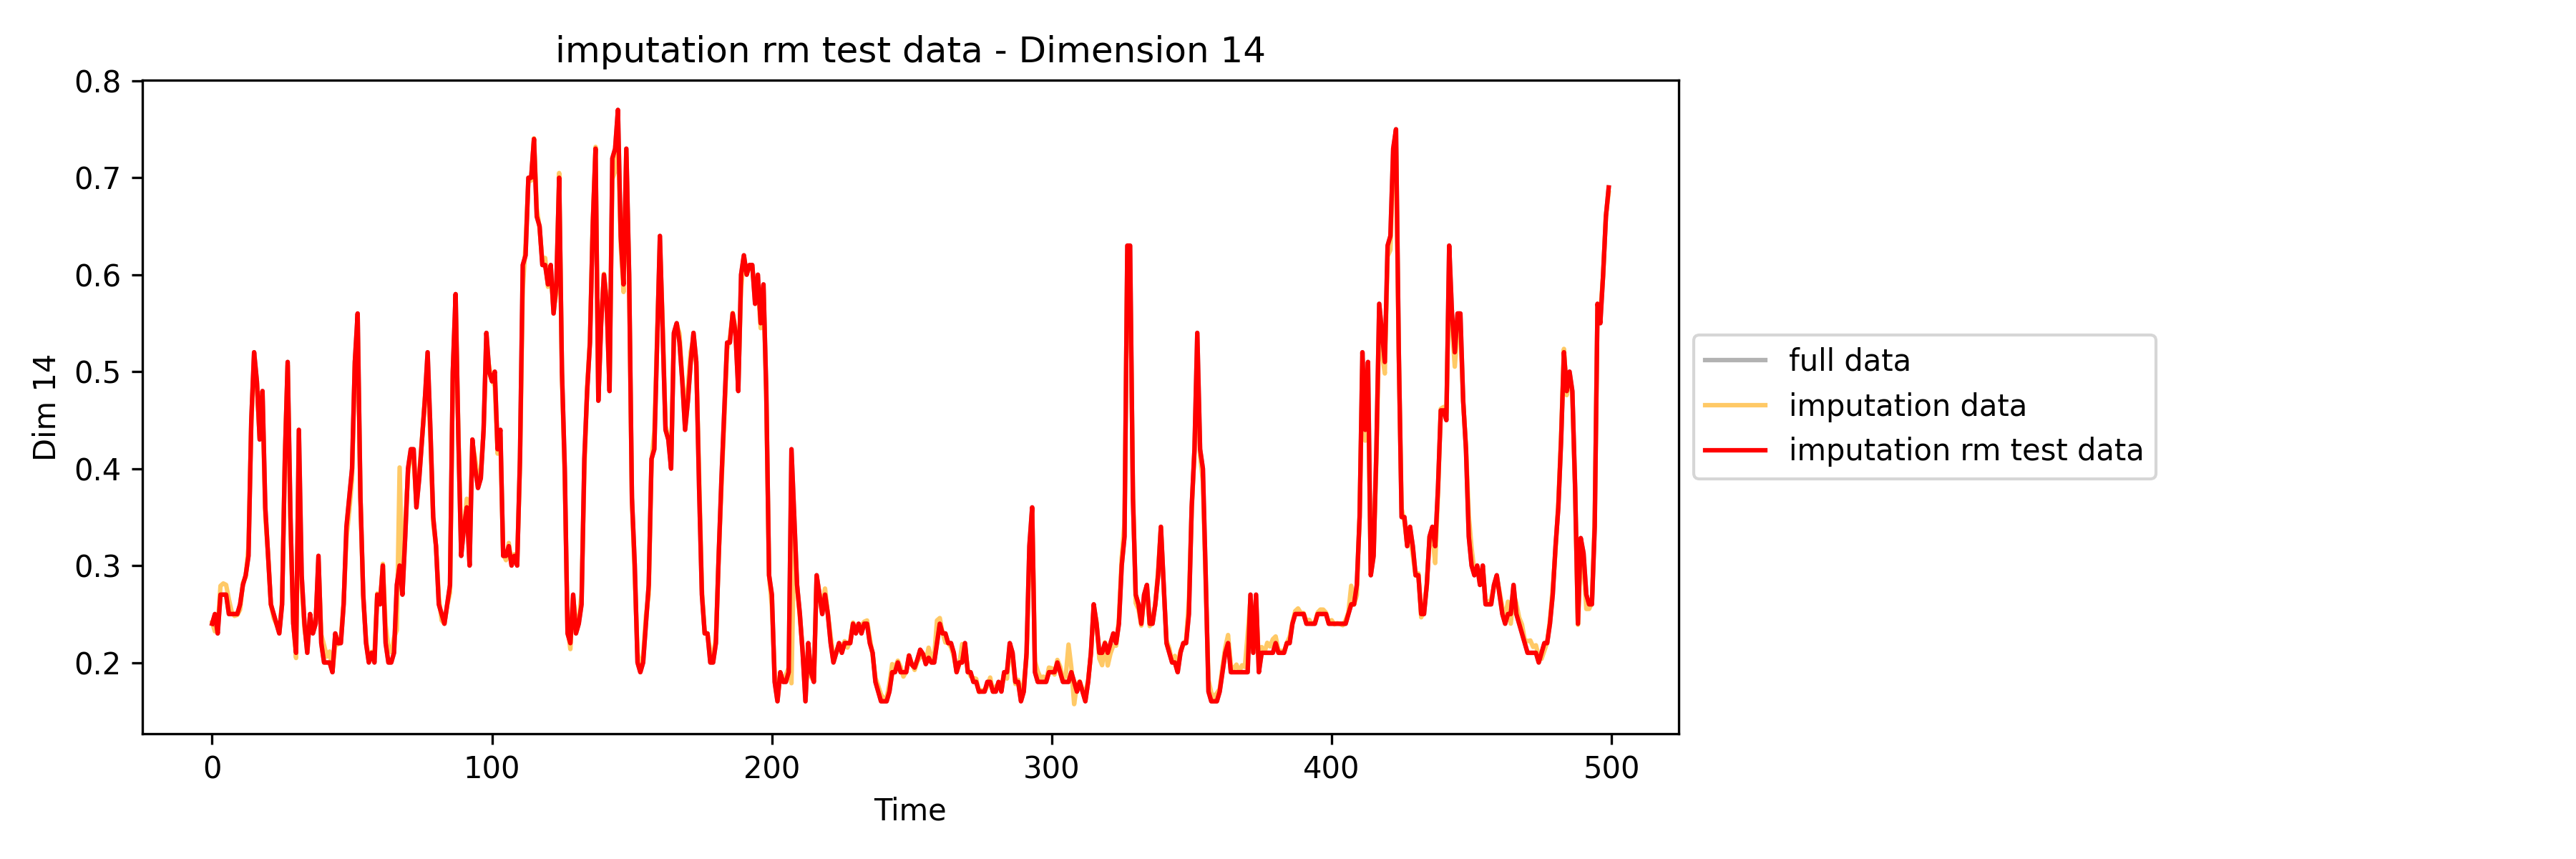 imputation rm test data - Dimension 14
0.8
0.7
0.6
0.5
0.4
0.3
0.2
Dim 14
0
100
200
300
400
500
Time
full data
imputation data
imputation rm test data